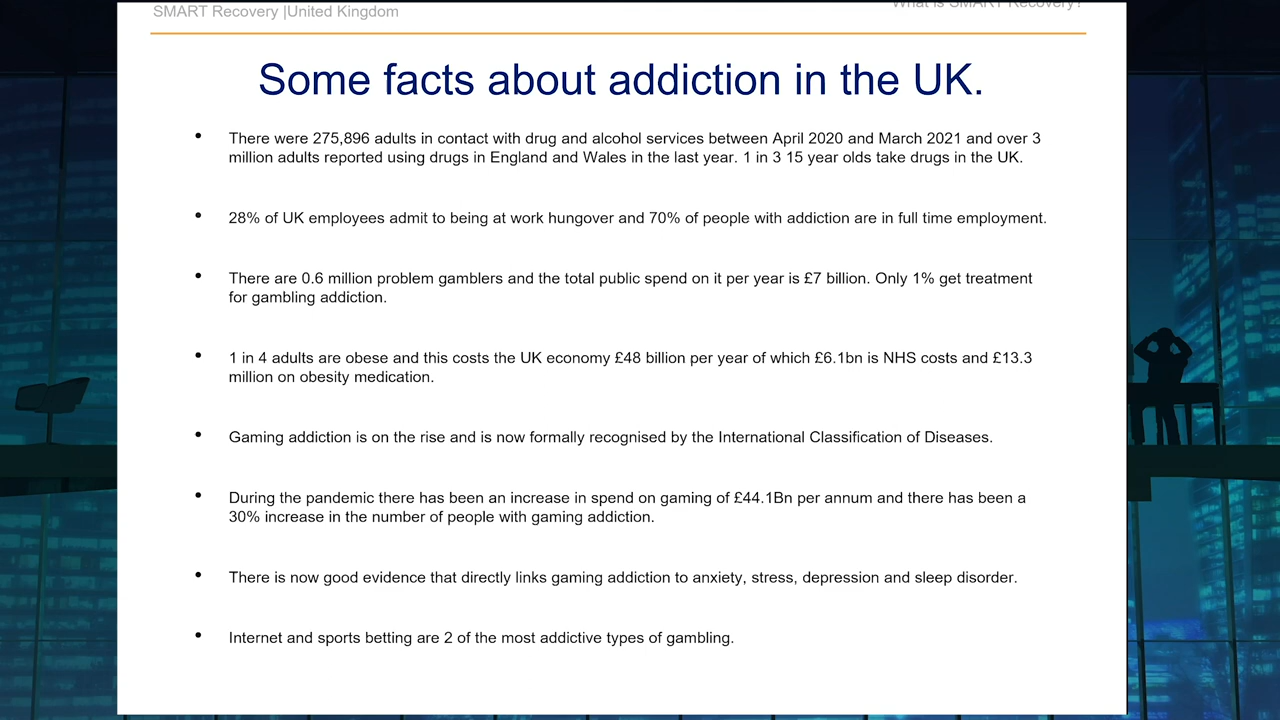 SMART Recovery |United Kingdom
What is SMART Recovery?
Some facts about addiction in the UK.
• There were 275,896 adults in contact with drug and alcohol services between April 2020 and March 2021 and over 3
million adults reported using drugs in England and Wales in the last year. 1 in 3 15 year olds take drugs in the UK.
• 28% of UK employees admit to being at work hungover and 70% of people with addiction are in full time employment.
• There are 0.6 million problem gamblers and the total public spend on it per year is £7 billion. Only 1% get treatment
for gambling addiction.
• 1 in 4 adults are obese and this costs the UK economy £48 billion per year of which £6.1bn is NHS costs and £13.3
million on obesity medication.
• Gaming addiction is on the rise and is now formally recognised by the International Classification of Diseases.
• During the pandemic there has been an increase in spend on gaming of £44.1Bn per annum and there has been a
30% increase in the number of people with gaming addiction.
• There is now good evidence that directly links gaming addiction to anxiety, stress, depression and sleep disorder.
• Internet and sports betting are 2 of the most addictive types of gambling.